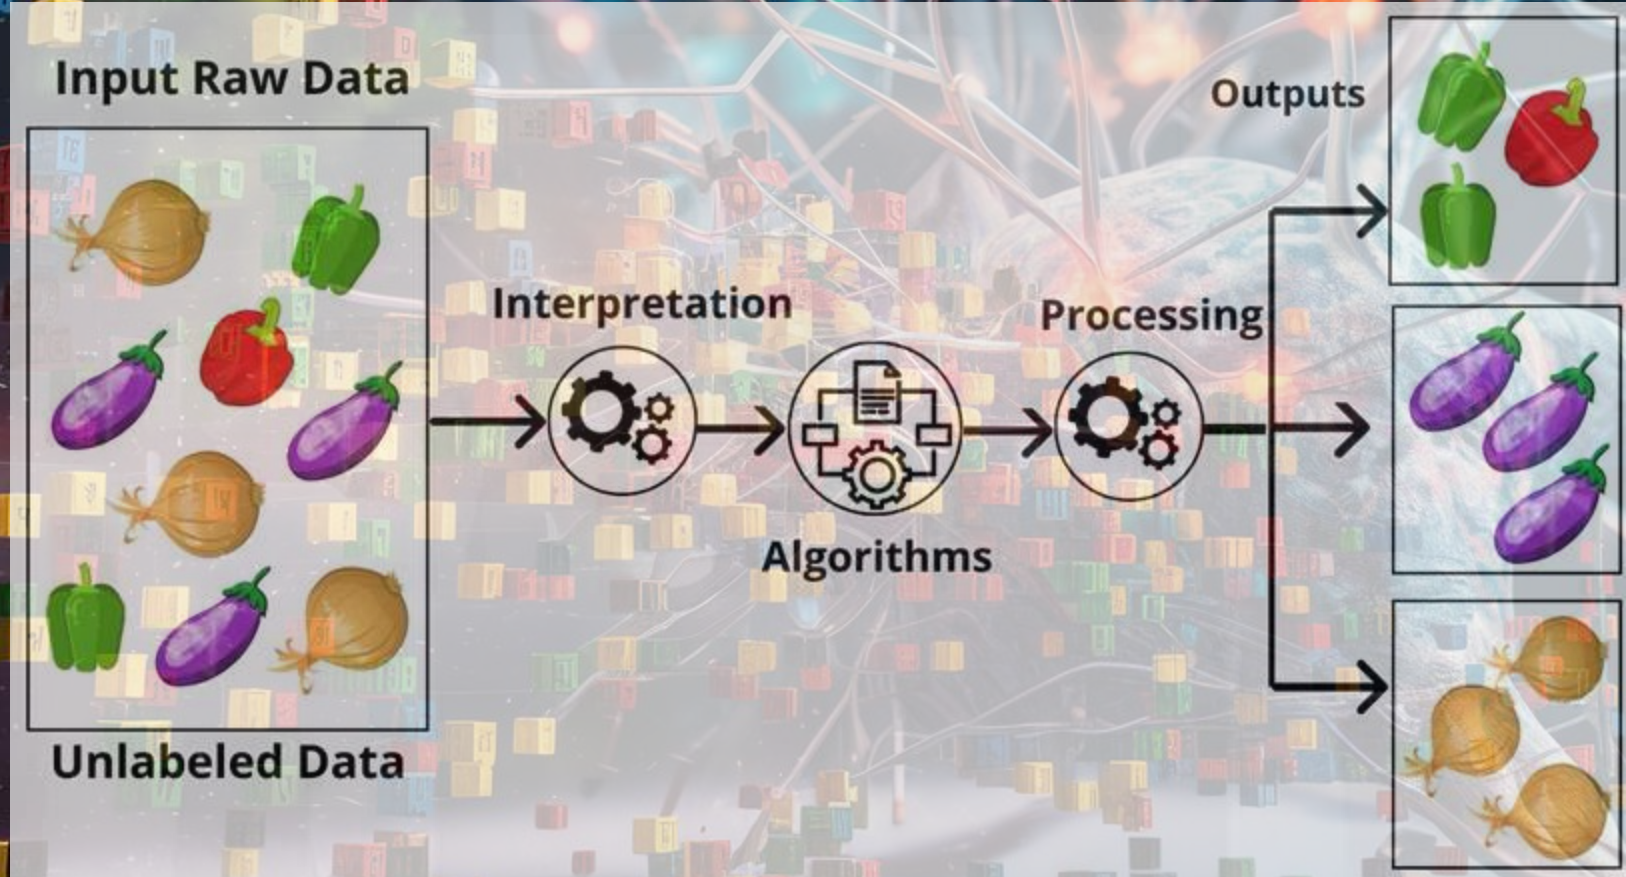 Input Raw Data
Outputs
Interpretation
Processing
Algorithms
Unlabeled Data